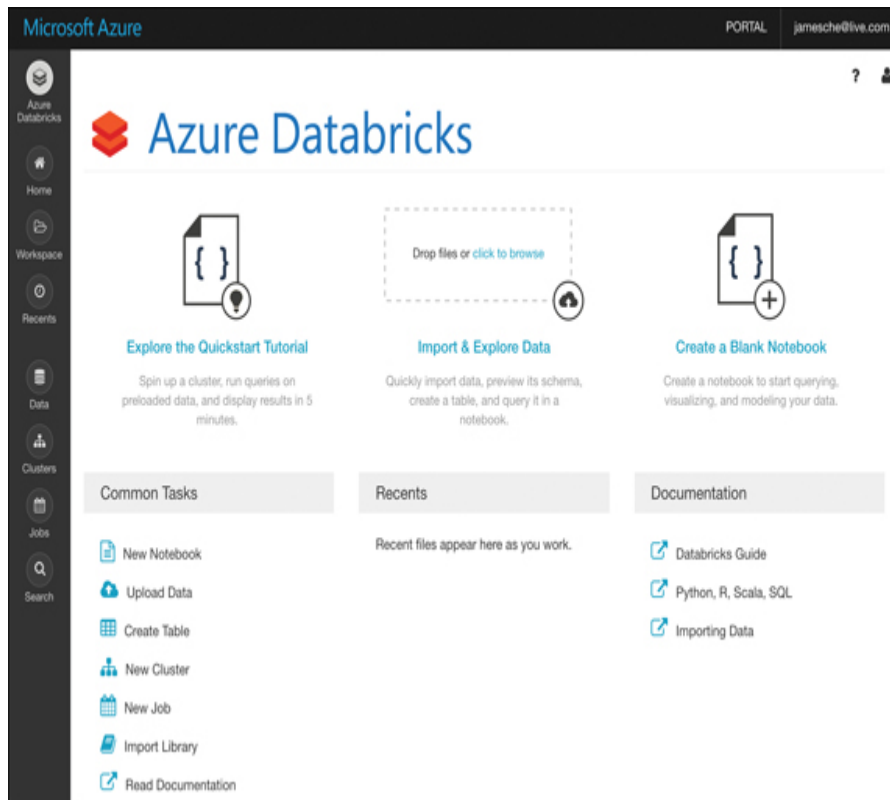 Microsoft Azure
PORTAL
jamesche@live.com
?
Azure
Databricks
Home
Workspace
Recents
Data
Clusters
Jobs
Search
Azure Databricks
{ }
Explore the Quickstart Tutorial
Spin up a cluster, run queries on
preloaded data, and display results in 5
minutes.
Drop files or click to browse
Import & Explore Data
Quickly import data, preview its schema,
create a table, and query it in a
notebook.
{ }
Create a Blank Notebook
Create a notebook to start querying,
visualizing, and modeling your data.
Common Tasks
New Notebook
Upload Data
Create Table
New Cluster
New Job
Import Library
Read Documentation
Recents
Recent files appear here as you work.
Documentation
Databricks Guide
Python, R, Scala, SQL
Importing Data